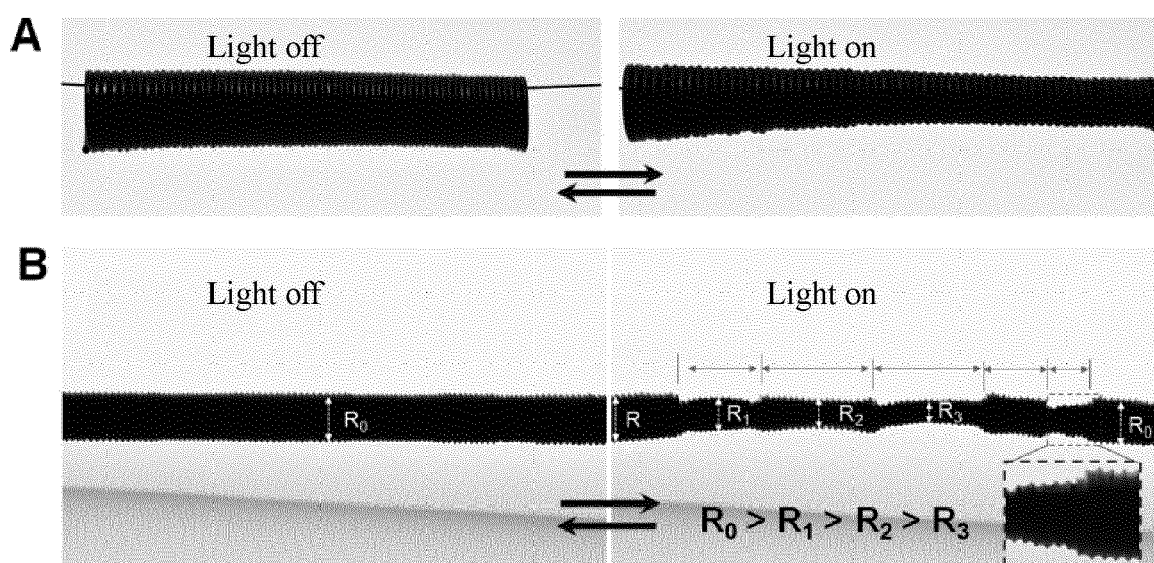 A
Light off
Light on
B
Light off
Light on
R₀
R
R₁
R₂
R₃
R₀
R₀ > R₁ > R₂ > R₃